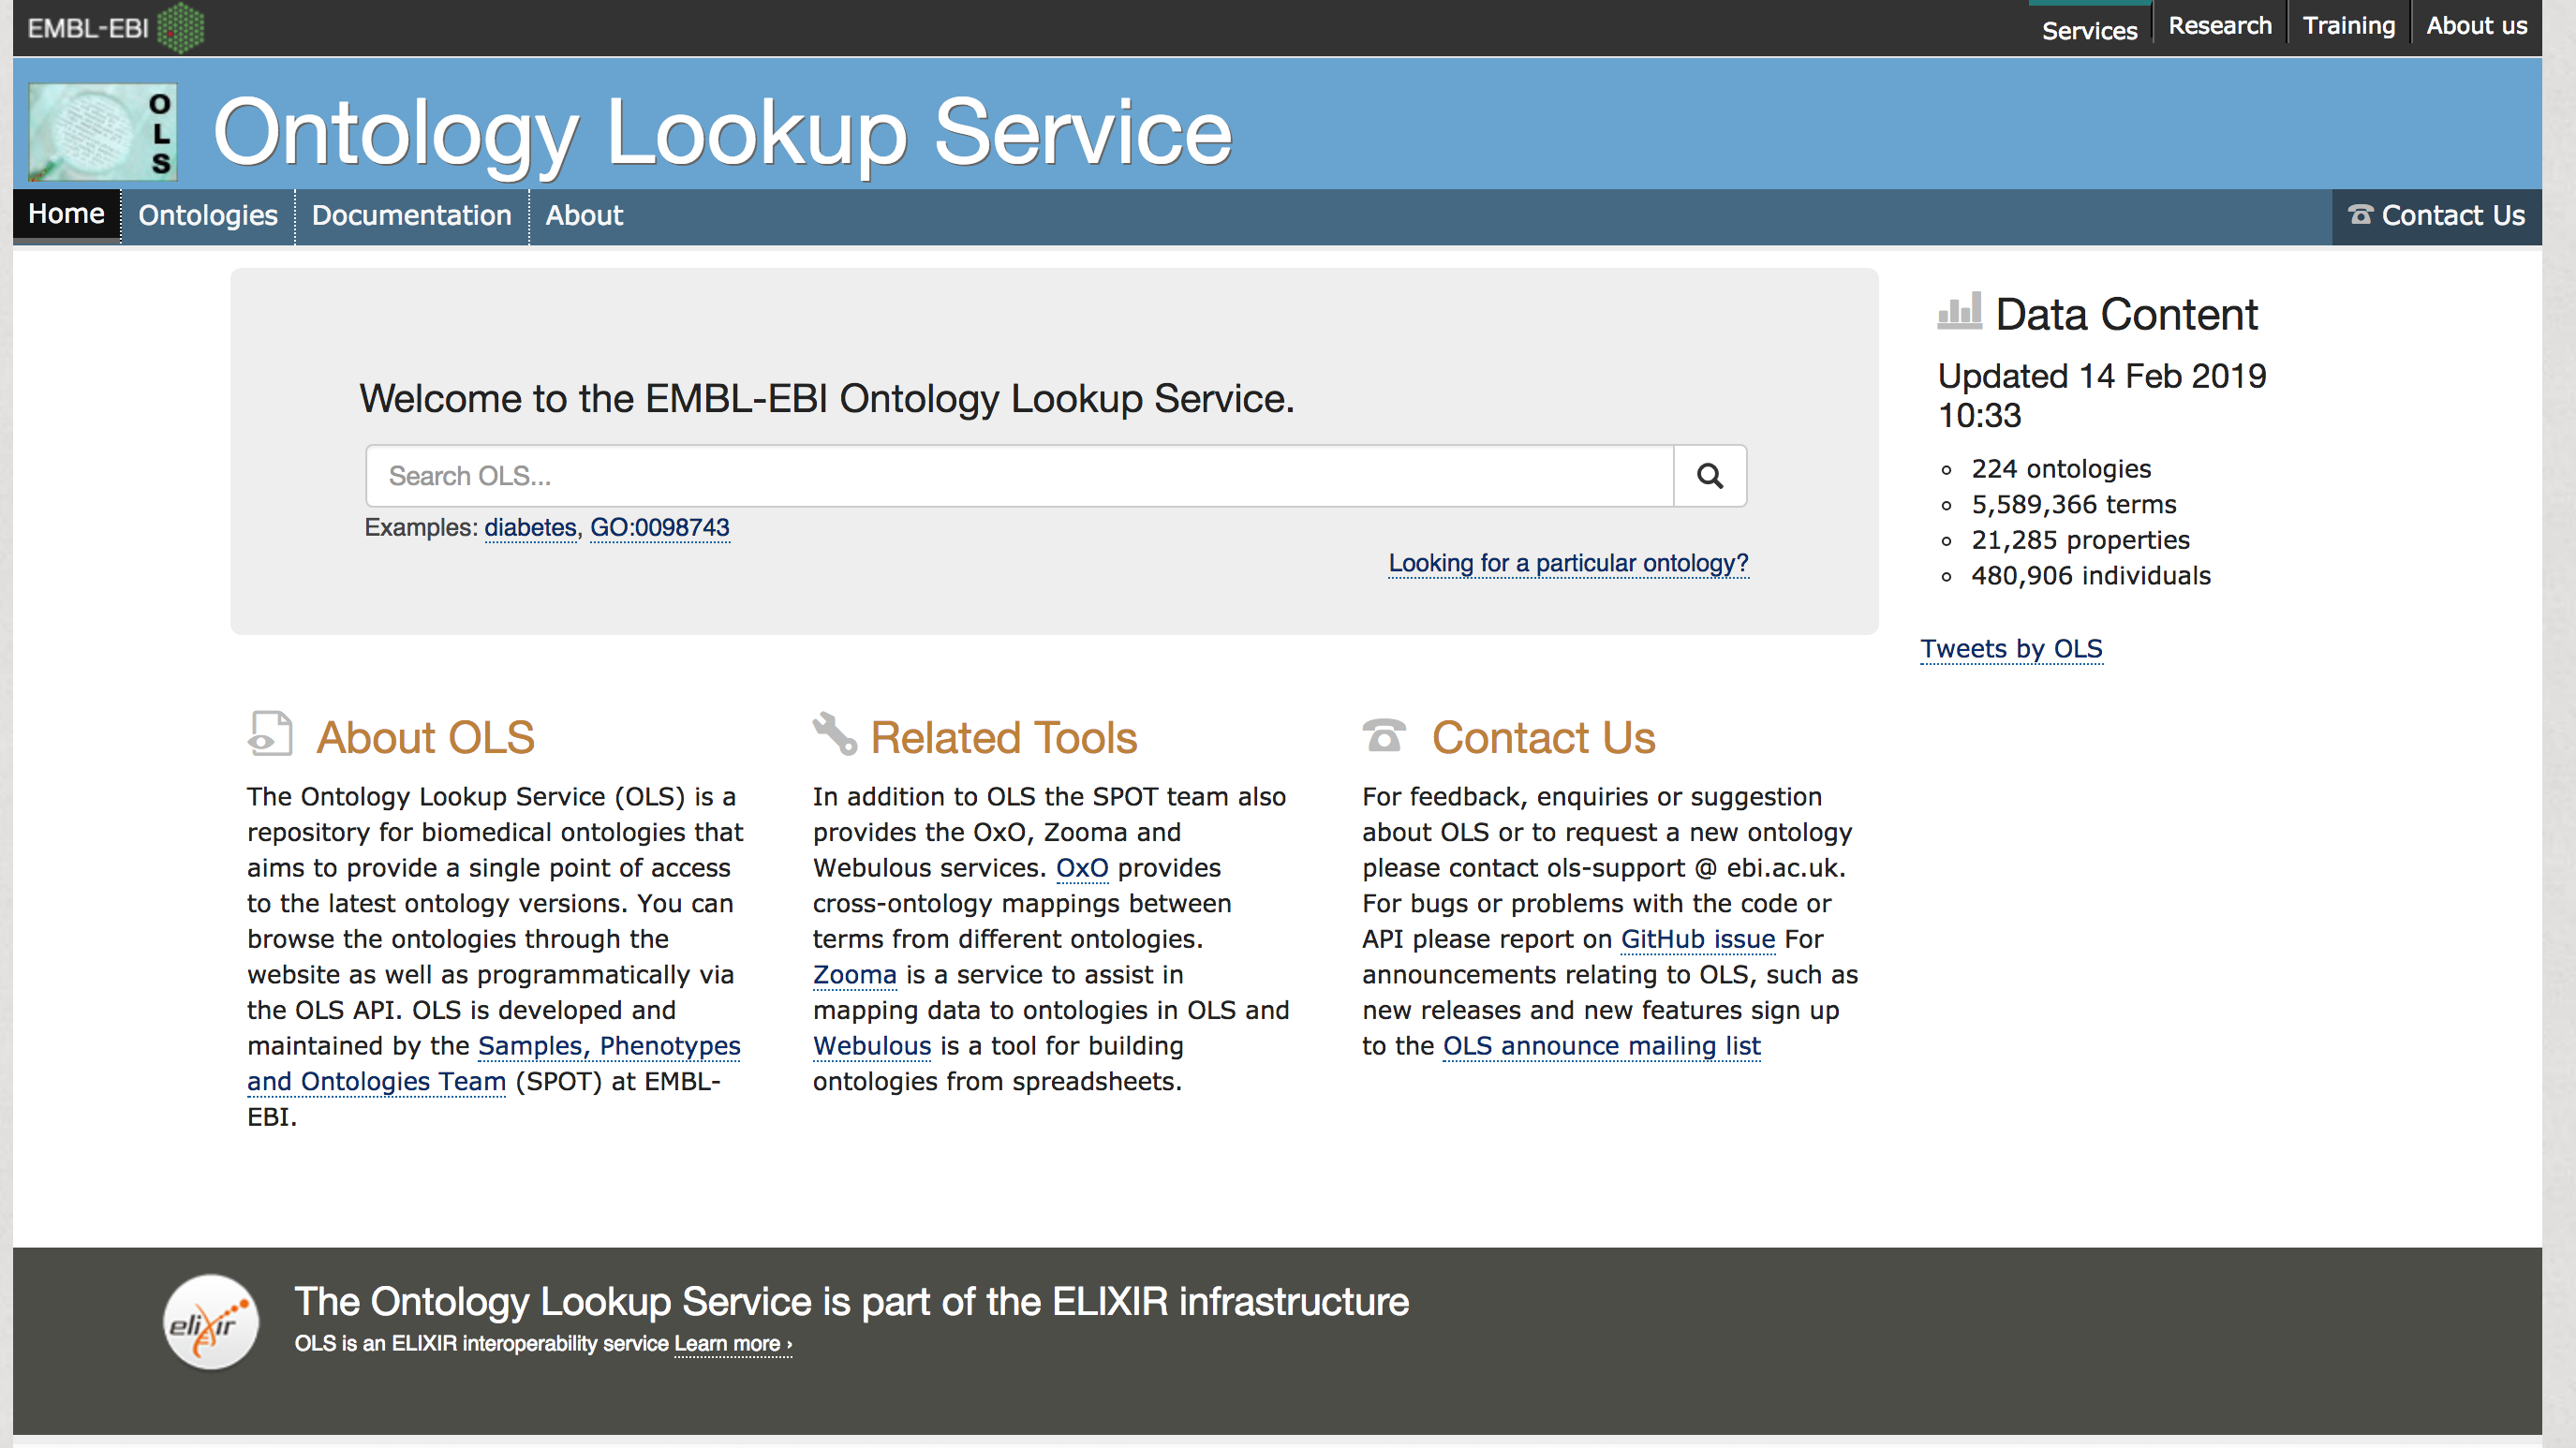 EMBL-EBI
Services
Research
Training
About us
O
L
S
Ontology Lookup Service
Home
Ontologies
Documentation
About
Contact Us
Welcome to the EMBL-EBI Ontology Lookup Service.
Search OLS...
Examples: diabetes, GO:0098743
Looking for a particular ontology?
Data Content
Updated 14 Feb 2019
10:33
224 ontologies
5,589,366 terms
21,285 properties
480,906 individuals
Tweets by OLS
About OLS
The Ontology Lookup Service (OLS) is a
repository for biomedical ontologies that
aims to provide a single point of access
to the latest ontology versions. You can
browse the ontologies through the
website as well as programmatically via
the OLS API. OLS is developed and
maintained by the Samples, Phenotypes
and Ontologies Team (SPOT) at EMBL-
EBI.
Related Tools
In addition to OLS the SPOT team also
provides the OxO, Zooma and
Webulous services. OxO provides
cross-ontology mappings between
terms from different ontologies.
Zooma is a service to assist in
mapping data to ontologies in OLS and
Webulous is a tool for building
ontologies from spreadsheets.
Contact Us
For feedback, enquiries or suggestion
about OLS or to request a new ontology
please contact ols-support @ ebi.ac.uk.
For bugs or problems with the code or
API please report on GitHub issue For
announcements relating to OLS, such as
new releases and new features sign up
to the OLS announce mailing list
elixir
The Ontology Lookup Service is part of the ELIXIR infrastructure
OLS is an ELIXIR interoperability service Learn more ›